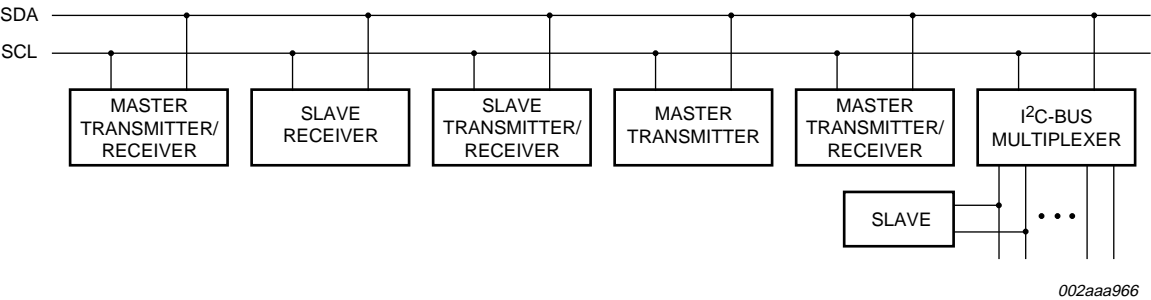 SDA
SCL
MASTER
TRANSMITTER/
RECEIVER
SLAVE
RECEIVER
SLAVE
TRANSMITTER/
RECEIVER
MASTER
TRANSMITTER
MASTER
TRANSMITTER/
RECEIVER
I²C-BUS
MULTIPLEXER
SLAVE
002aaa966